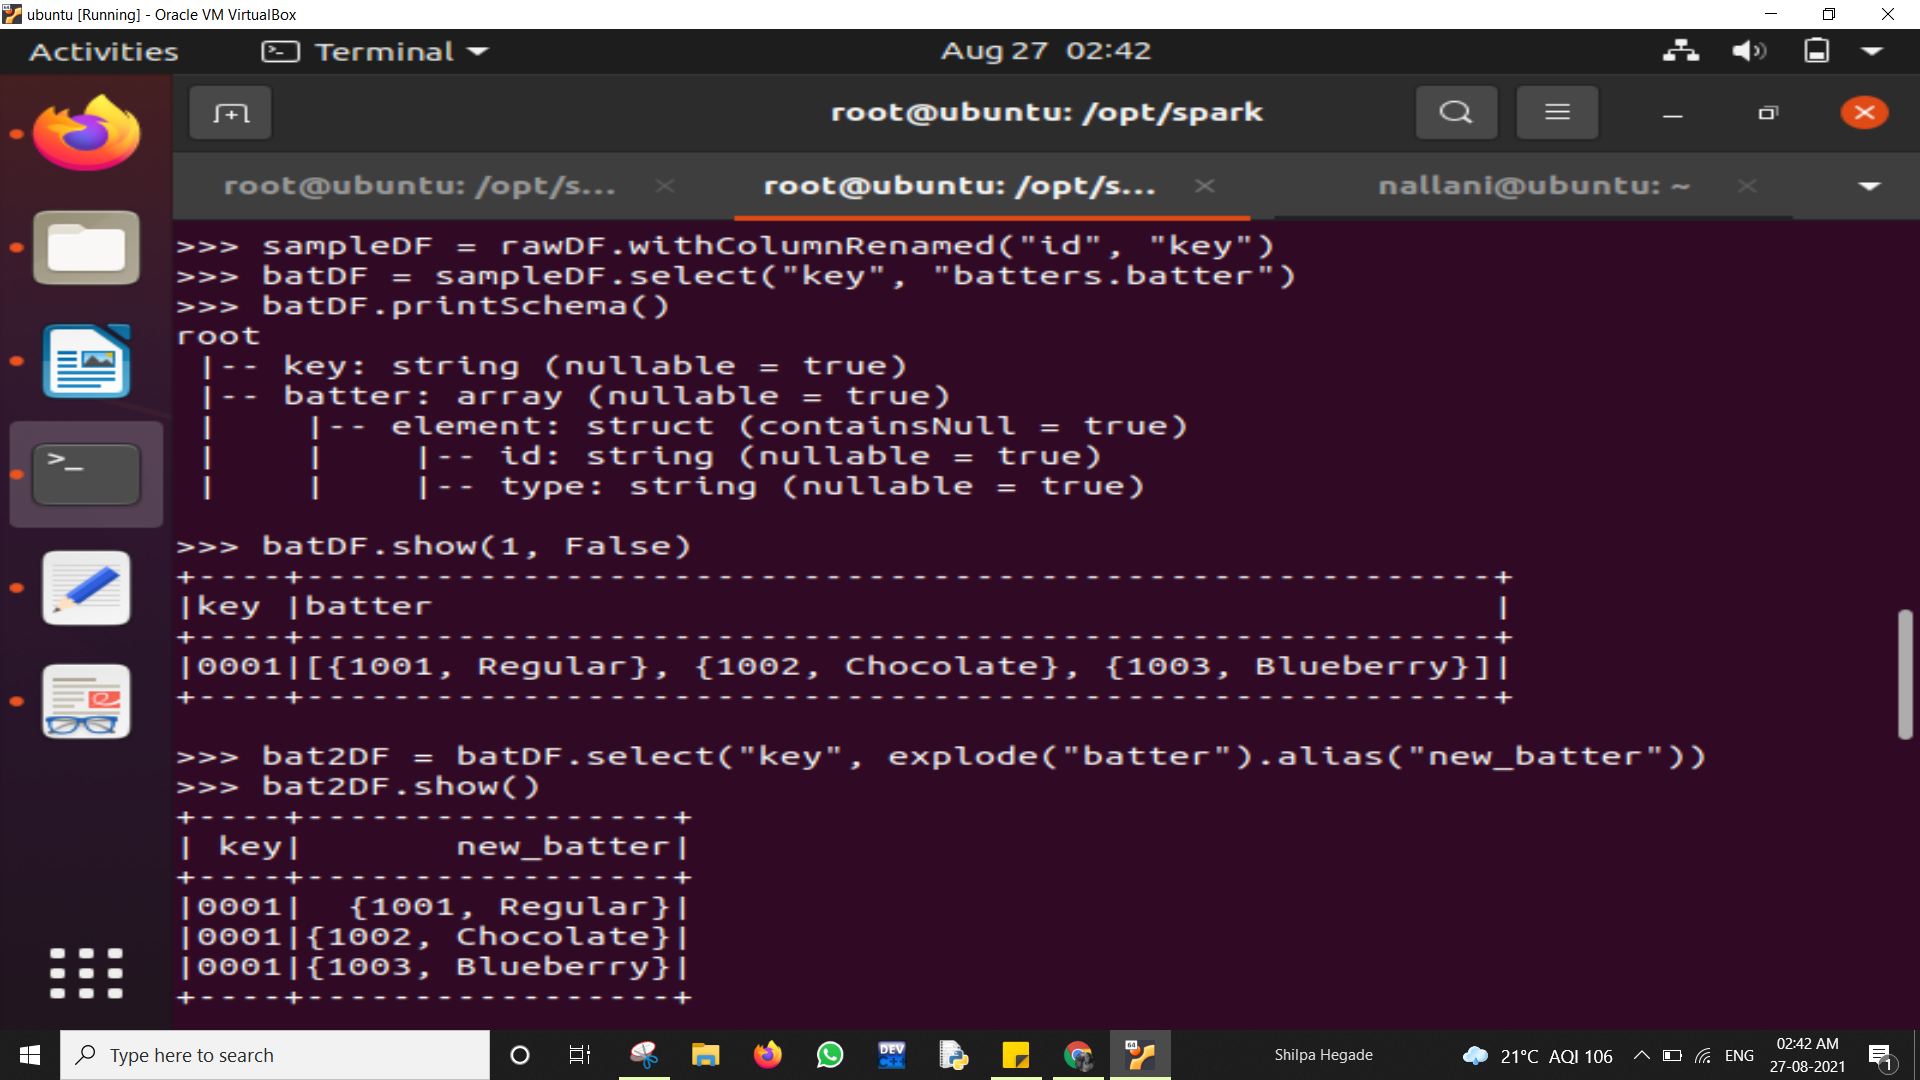 ubuntu [Running] - Oracle VM VirtualBox
Activities Terminal Aug 27 02:42
root@ubuntu: /opt/spark
root@ubuntu: /opt/s... root@ubuntu: /opt/s... nallani@ubuntu: ~
>>> sampleDF = rawDF.withColumnRenamed("id", "key")
>>> batDF = sampleDF.select("key", "batters.batter")
>>> batDF.printSchema()
root
 |-- key: string (nullable = true)
 |-- batter: array (nullable = true)
 |    |-- element: struct (containsNull = true)
 |    |    |-- id: string (nullable = true)
 |    |    |-- type: string (nullable = true)
>>> batDF.show(1, False)
+----+-------------------------------------------------------+
|key |batter                                                 |
+----+-------------------------------------------------------+
|0001|[{1001, Regular}, {1002, Chocolate}, {1003, Blueberry}]|
+----+-------------------------------------------------------+
>>> bat2DF = batDF.select("key", explode("batter").alias("new_batter"))
>>> bat2DF.show()
+----+-----------------+
| key|       new_batter|
+----+-----------------+
|0001|  {1001, Regular}|
|0001|{1002, Chocolate}|
|0001|{1003, Blueberry}|
+----+-----------------+
Type here to search DEV 64 Shilpa Hegade 21°C AQI 106 ENG 02:42 AM
27-08-2021 1